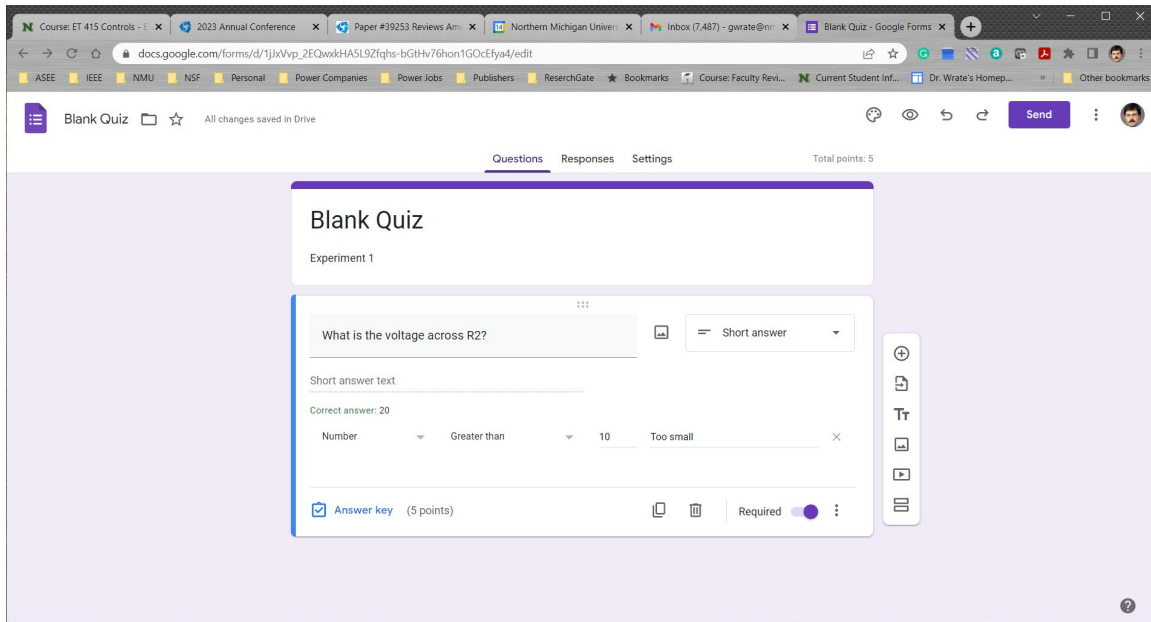 Course: ET 415 Controls - E
2023 Annual Conference
Paper #39253 Reviews Am
Northern Michigan Univers
Inbox (7,487) - gwrate@nm
Blank Quiz - Google Forms
docs.google.com/forms/d/1jJxVvp_2EQwxkHA5L9Zfqhs-bGtHv76hon1GOcEfya4/edit
ASEE IEEE NMU NSF Personal Power Companies Power Jobs Publishers ReserchGate Bookmarks Course: Faculty Revi... Current Student Inf... Dr. Wrate's Homep... » Other bookmarks
Blank Quiz All changes saved in Drive Send
Questions Responses Settings Total points: 5
Blank Quiz
Experiment 1
What is the voltage across R2? Short answer
Short answer text
Correct answer: 20
Number Greater than 10 Too small
Answer key (5 points) Required